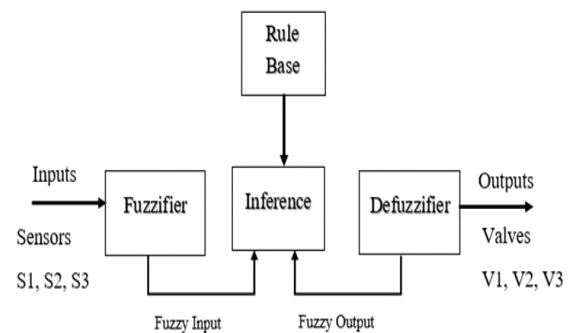 Rule
Base
Inputs
Fuzzifier
Inference
Defuzzifier
Outputs
Sensors
Valves
S1, S2, S3
V1, V2, V3
Fuzzy Input
Fuzzy Output